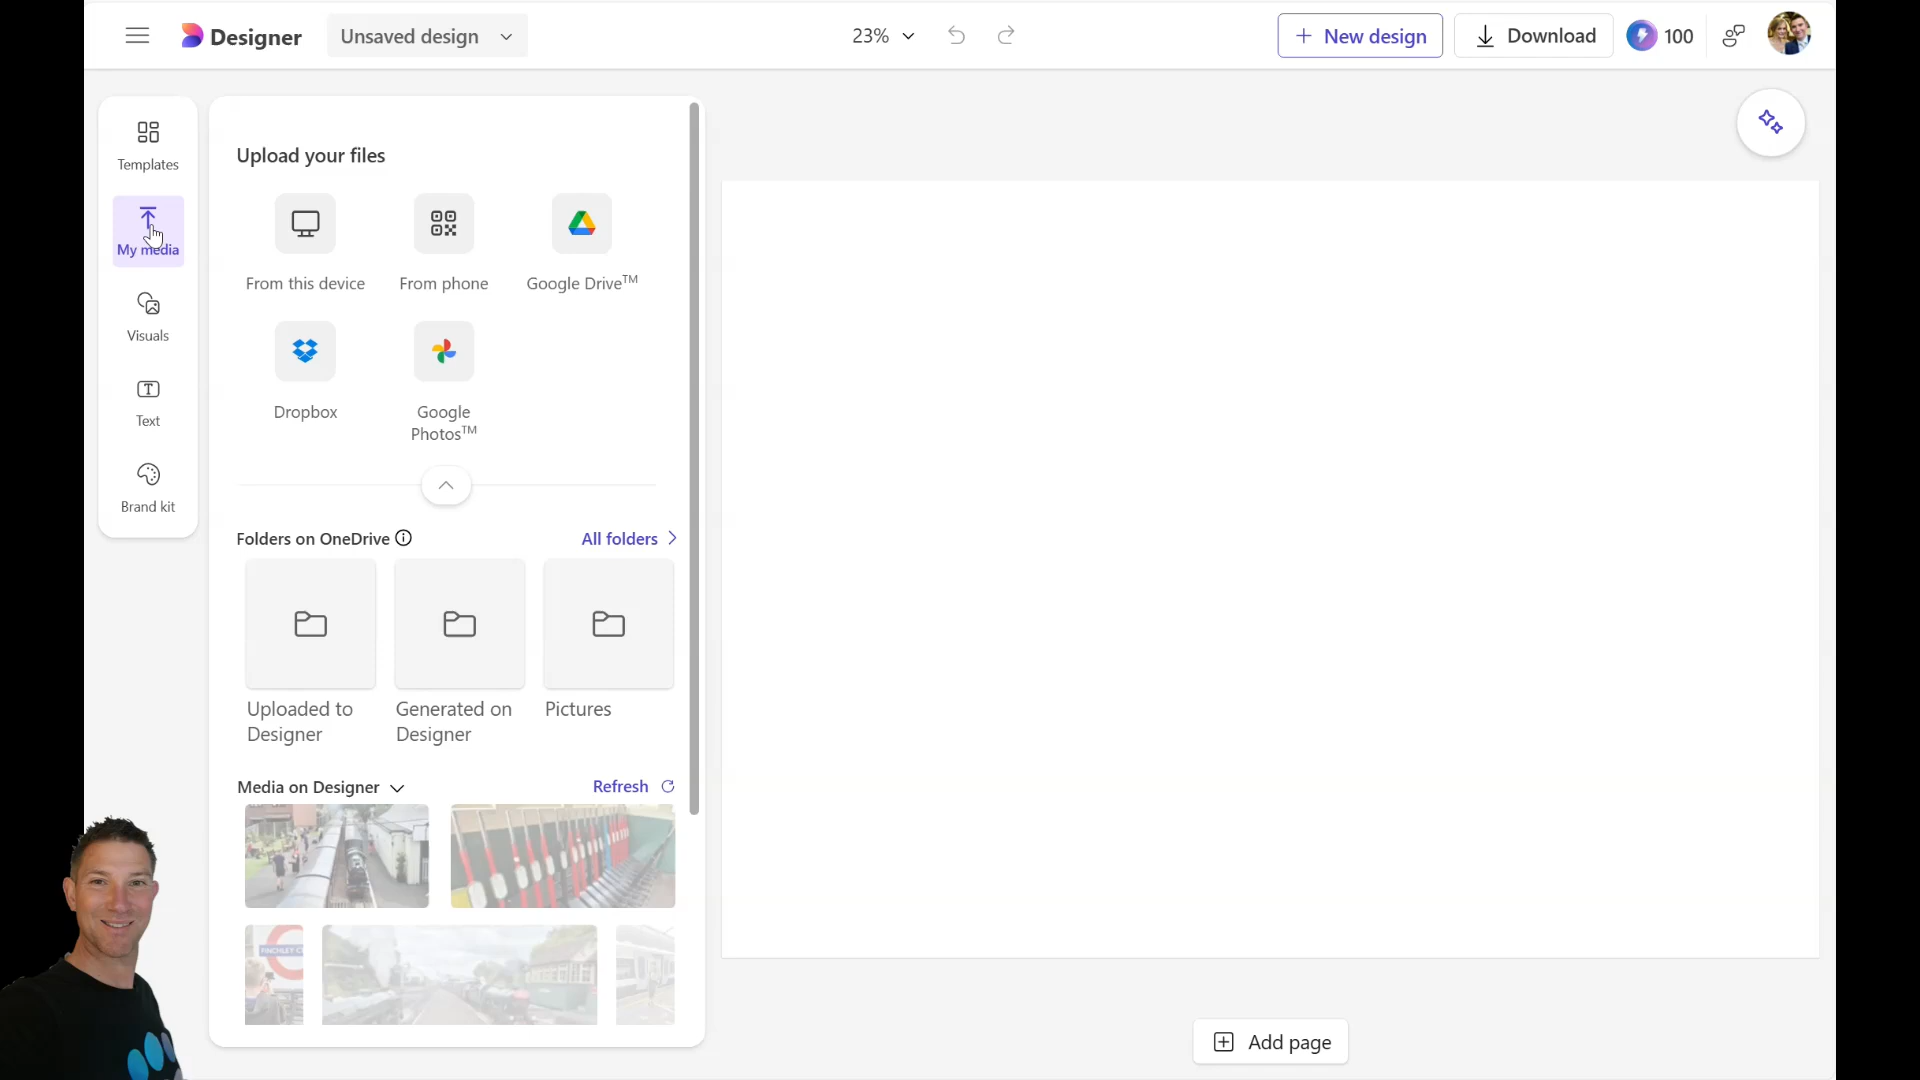 Designer
Unsaved design
23%
New design
Download
100
Templates
My media
Visuals
Text
Brand kit
Upload your files
From this device
From phone
Google Drive™
Dropbox
Google
Photos™
Folders on OneDrive
All folders
Uploaded to
Designer
Generated on
Designer
Pictures
Media on Designer
Refresh
Add page